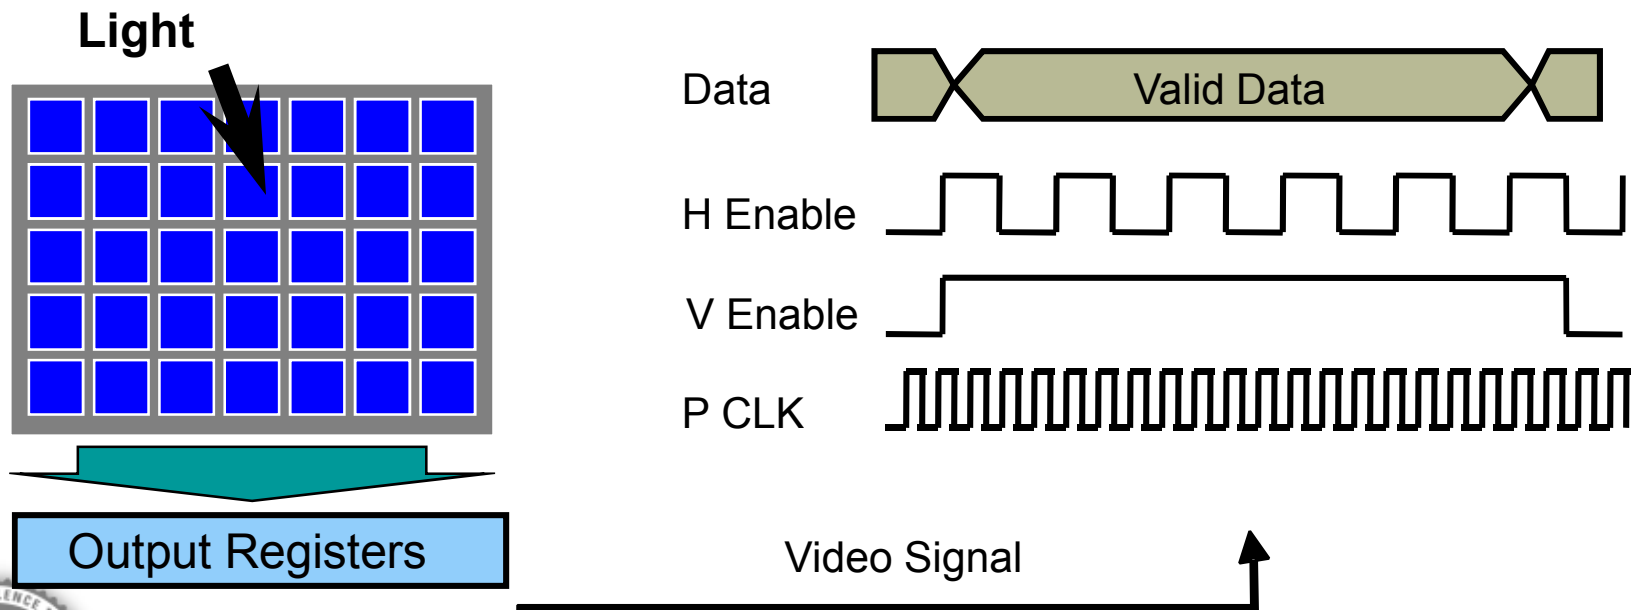 Light
Data
Valid Data
H Enable
V Enable
P CLK
Output Registers
Video Signal